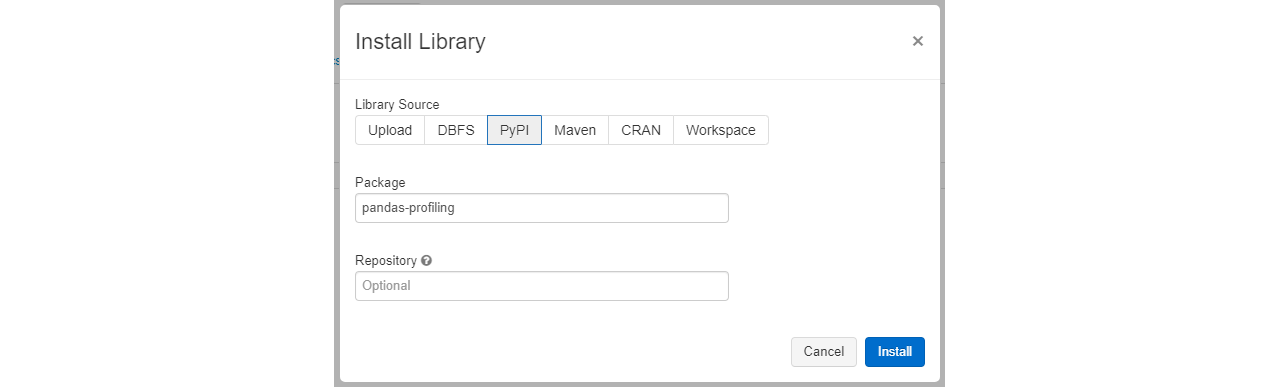 Install Library ×
Library Source
Upload DBFS PyPI Maven CRAN Workspace
Package
pandas-profiling
Repository ?
Optional
Cancel Install